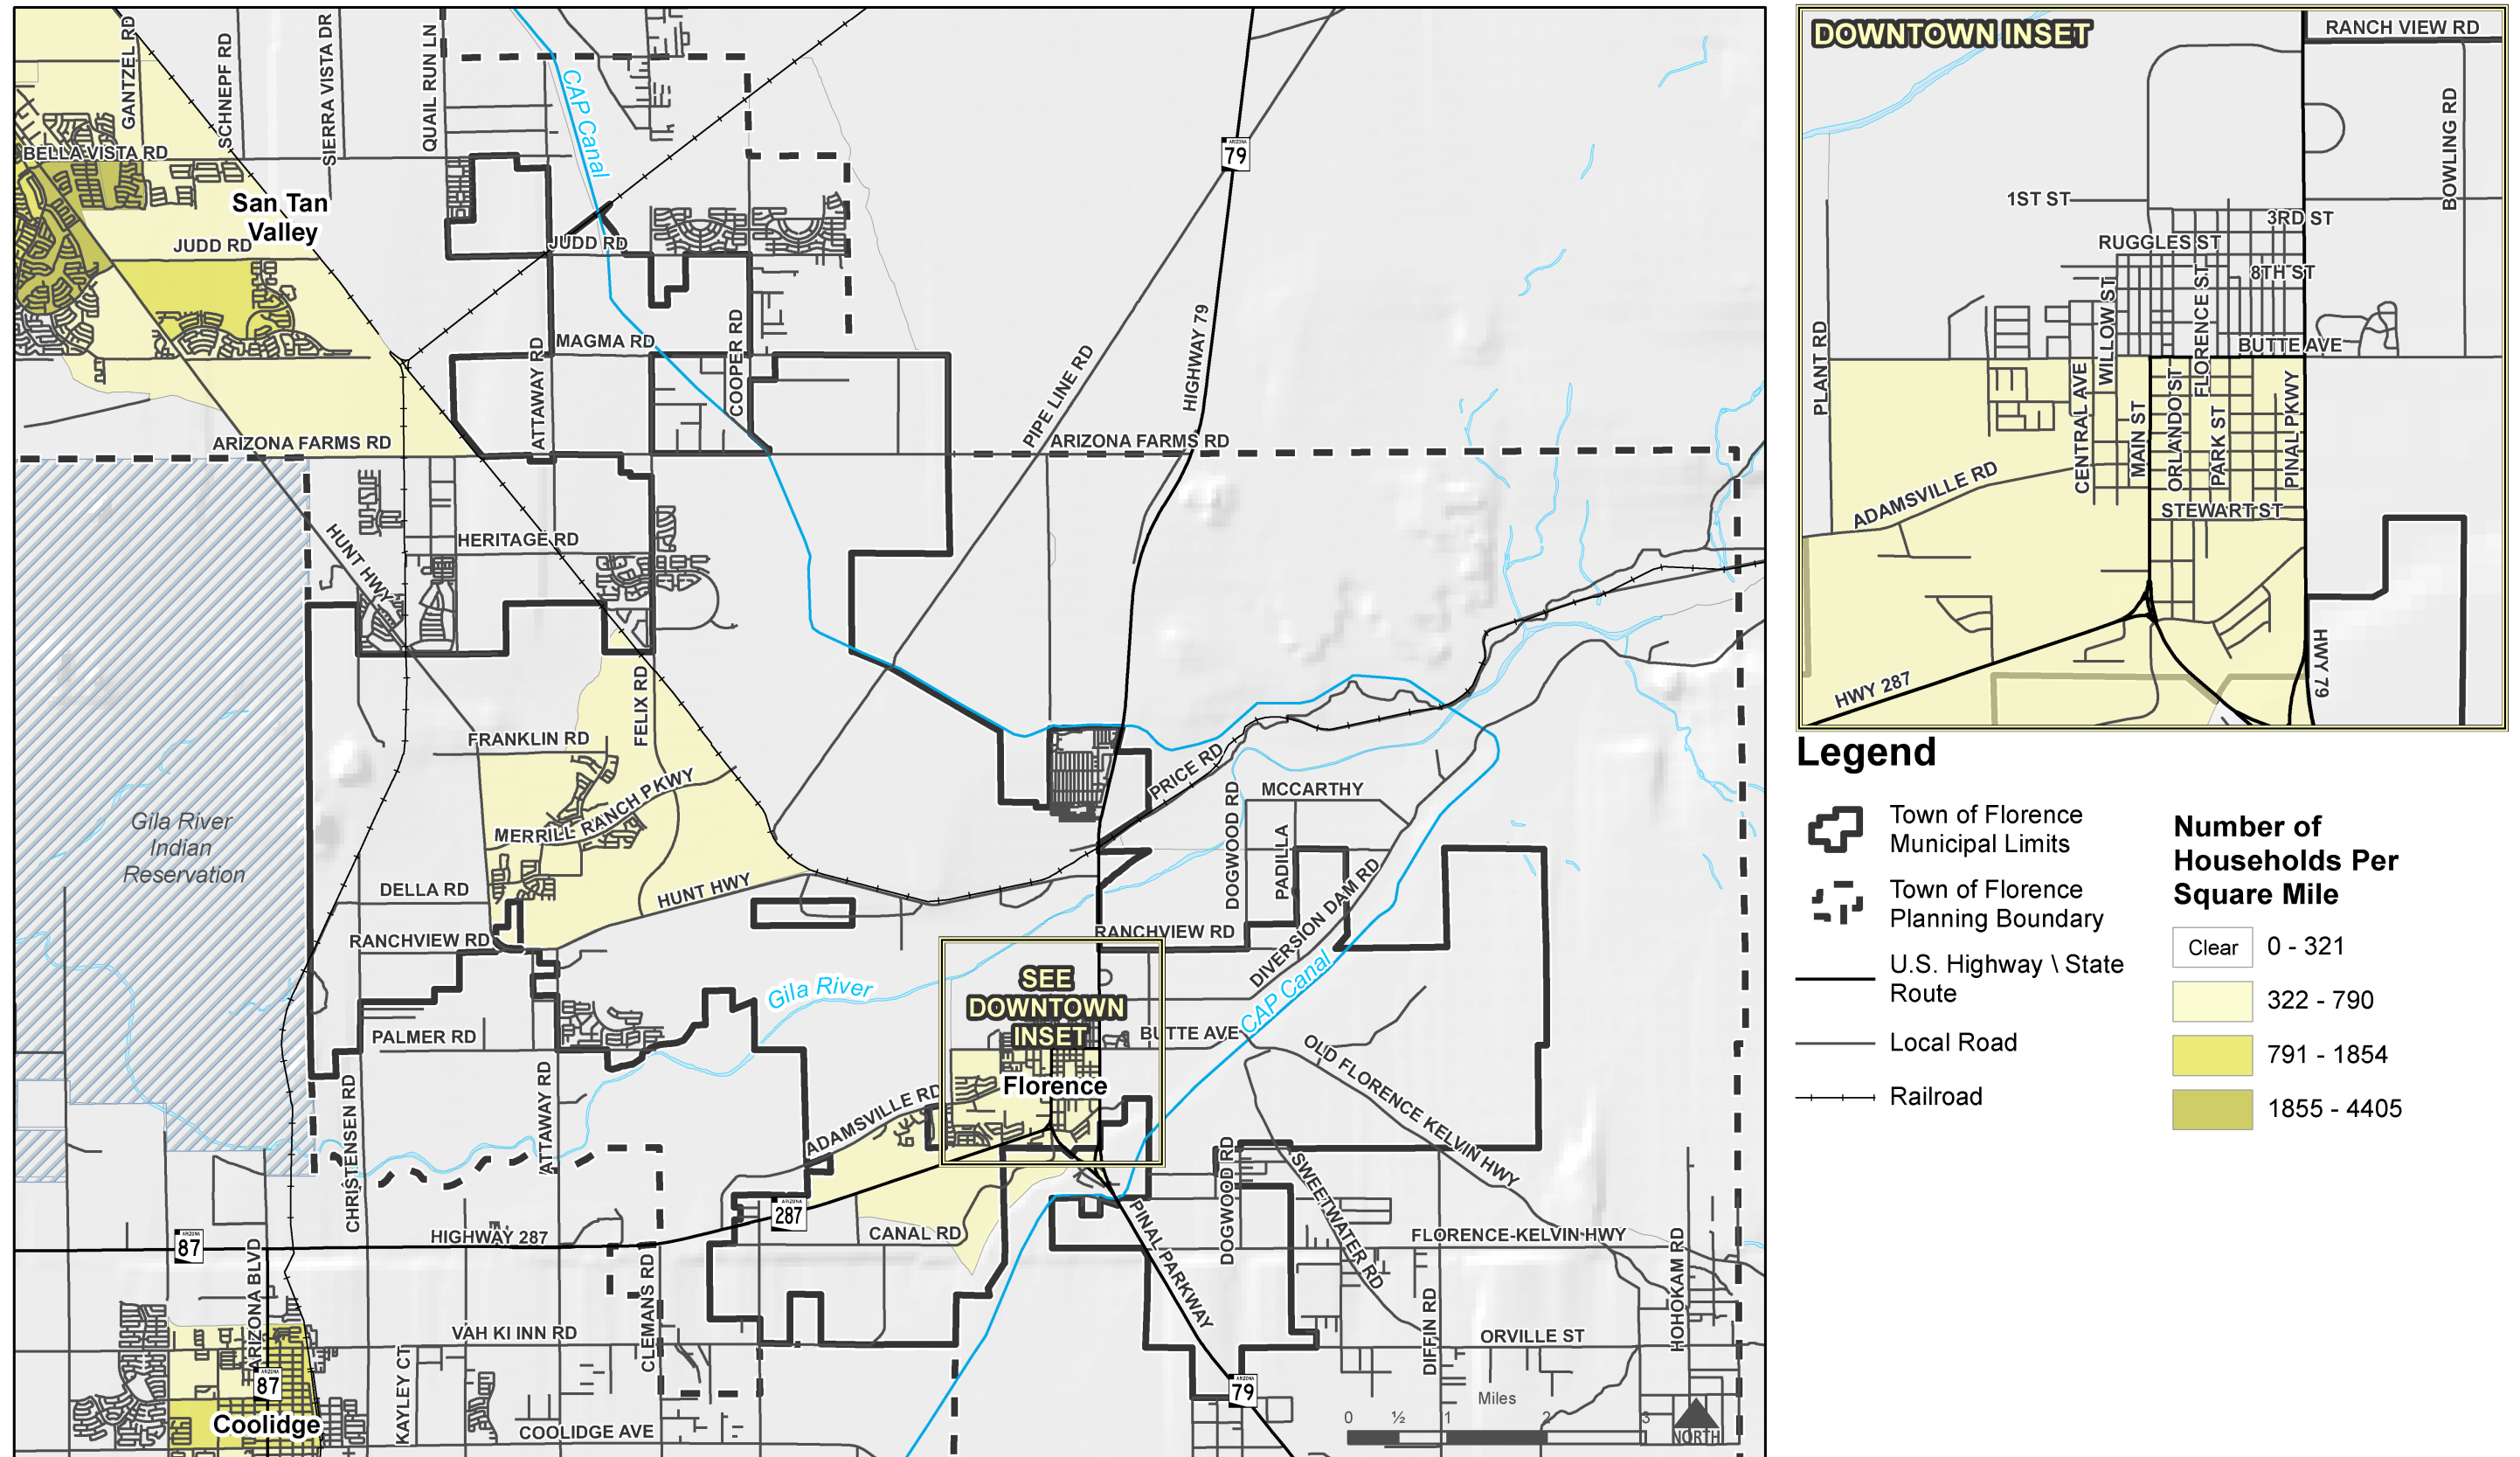 GANTZEL RD
SCHNEPF RD
SIERRA VISTA DR
QUAIL RUN LN
CAP Canal
BELLA VISTA RD
San Tan
Valley
JUDD RD
JUDD RD
ARIZONA
79
HIGHWAY 79
MAGMA RD
COOPER RD
ATTAWAY RD
PIPE LINE RD
ARIZONA FARMS RD
ARIZONA FARMS RD
HUNT HWY
HERITAGE RD
FELIX RD
FRANKLIN RD
MERRILL RANCH PKWY
PRICE RD
MCCARTHY
DOGWOOD RD
PADILLA
Gila River
Indian
Reservation
DELLA RD
HUNT HWY
DIVERSION DAM RD
RANCHVIEW RD
RANCHVIEW RD
SEE
DOWNTOWN
INSET
Gila River
CAP Canal
PALMER RD
BUTTE AVE
OLD FLORENCE KELVIN HWY
Florence
CHRISTENSEN RD
ATTAWAY RD
ADAMSVILLE RD
DOGWOOD RD
SWEETWATER RD
ARIZONA
287
PINAL PARKWAY
ARIZONA
87
HIGHWAY 287
CANAL RD
FLORENCE-KELVIN HWY
ARIZONA BLVD
CLEMANS RD
DIFFIN RD
HOHOKAM RD
VAH KI INN RD
ORVILLE ST
KAYLEY CT
ARIZONA
87
ARIZONA
79
Coolidge
COOLIDGE AVE
Miles
0 ½ 1 2 3
NORTH
DOWNTOWN INSET
RANCH VIEW RD
BOWLING RD
1ST ST
3RD ST
RUGGLES ST
8TH ST
WILLOW ST
FLORENCE ST
PLANT RD
BUTTE AVE
CENTRAL AVE
MAIN ST
ORLANDO ST
PARK ST
PINAL PKWY
ADAMSVILLE RD
STEWART ST
HWY 287
HWY 79
Legend
Town of Florence
Municipal Limits
Town of Florence
Planning Boundary
U.S. Highway \ State
Route
Local Road
Railroad
Number of
Households Per
Square Mile
Clear 0 - 321
322 - 790
791 - 1854
1855 - 4405